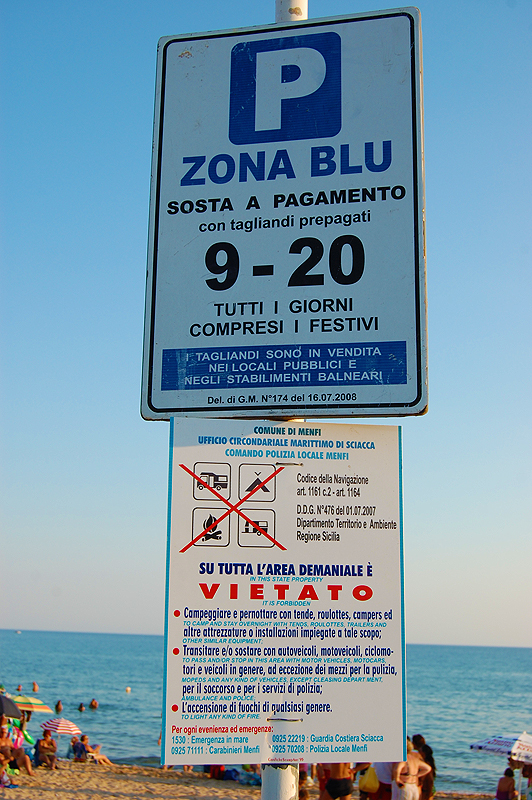 P
ZONA BLU
SOSTA A PAGAMENTO
con tagliandi prepagati
9-20
TUTTI I GIORNI
COMPRESI I FESTIVI
I TAGLIANDI SONO IN VENDITA
NEI LOCALI PUBBLICI E
NEGLI STABILIMENTI BALNEARI
Del. di G.M. N°174 del 16.07.2008
COMUNE DI MENFI
UFFICIO CIRCONDARIALE MARITTIMO DI SCIACCA
COMANDO POLIZIA LOCALE MENFI
Codice della Navigazione
art. 1161 c.2 - art. 1164
D.D.G. N°476 del 01.07.2007
Dipartimento Territorio e Ambiente
Regione Sicilia
SU TUTTA L'AREA DEMANIALE È
IN THIS STATE PROPERTY
VIETATO
IT IS FORBIDDEN
● Campeggiare e pernottare con tende, roulottes, campers ed
TO CAMP AND STAY OVERNIGHT WITH TENDS, ROULOTTES, TRAILERS AND
altre attrezzature o installazioni impiegate a tale scopo;
OTHER SIMILAR EQUIPMENT;
● Transitare e/o sostare con autoveicoli, motoveicoli, ciclomo-
TO PASS AND/OR STOP IN THIS AREA WITH MOTOR VEHICLES, MOTOCARS,
tori e veicoli in genere, ad eccezione dei mezzi per la pulizia,
MOPEDS AND ANY KIND OF VEHICLES, EXCEPT CLEASING DEPART MENT,
per il soccorso e per i servizi di polizia;
AMBULANCE AND POLICE;
● L'accensione di fuochi di qualsiasi genere.
TO LIGHT ANY KIND OF FIRE.
Per ogni evenienza ed emergenze:
1530 : Emergenza in mare
0925 22219 : Guardia Costiera Sciacca
0925 71111 : Carabinieri Menfi
0925 70208 : Polizia Locale Menfi